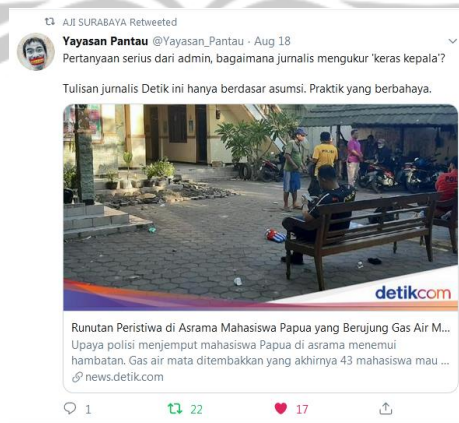 AJI SURABAYA Retweeted
Yayasan Pantau @Yayasan_Pantau · Aug 18
Pertanyaan serius dari admin, bagaimana jurnalis mengukur 'keras kepala'?
Tulisan jurnalis Detik ini hanya berdasar asumsi. Praktik yang berbahaya.
detikcom
Runutan Peristiwa di Asrama Mahasiswa Papua yang Berujung Gas Air M...
Upaya polisi menjemput mahasiswa Papua di asrama menemui
hambatan. Gas air mata ditembakkan yang akhirnya 43 mahasiswa mau ...
news.detik.com
1 22 17